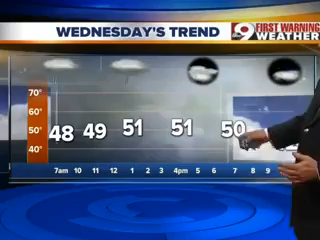 WEDNESDAY'S TREND
9 FIRST WARNING
WEATHER
70°
60°
50°
40°
48 49 51 51 50
7am 10 11 12 1 2 3 4pm 5 6 7 8 9